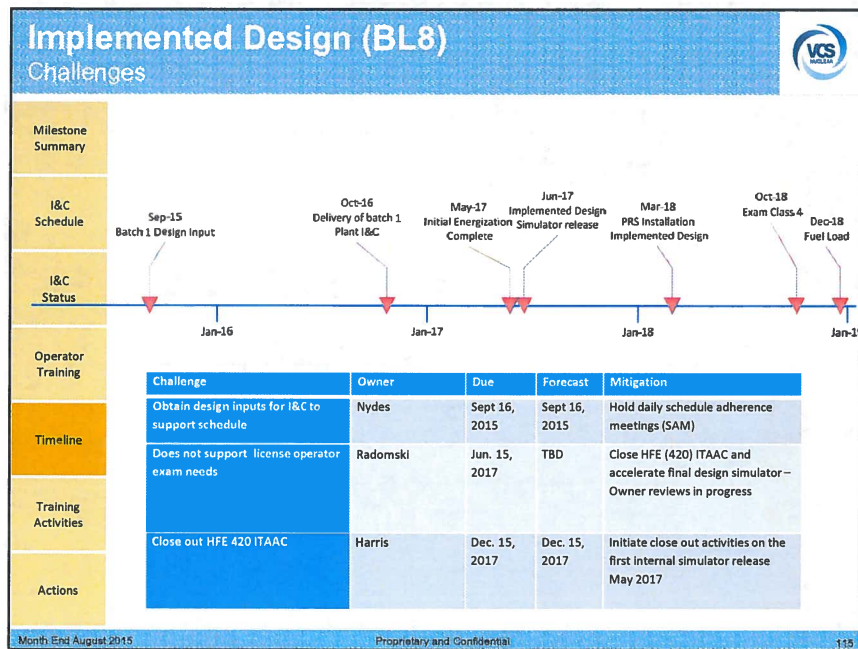 Implemented Design (BL8)
Challenges
VCS
NUCLEAR
Milestone
Summary
I&C
Schedule
I&C
Status
Operator
Training
Timeline
Training
Activities
Actions
Sep-15
Batch 1 Design Input
Oct-16
Delivery of batch 1
Plant I&C
May-17
Initial Energization
Complete
Jun-17
Implemented Design
Simulator release
Mar-18
PRS Installation
Implemented Design
Oct-18
Exam Class 4
Dec-18
Fuel Load
Jan-16
Jan-17
Jan-18
Jan-19
Challenge Owner Due Forecast Mitigation
Obtain design inputs for I&C to Nydes Sept 16, Sept 16, Hold daily schedule adherence
support schedule 2015 2015 meetings (SAM)
Does not support license operator Radomski Jun. 15, TBD Close HFE (420) ITAAC and
exam needs 2017 accelerate final design simulator–
Owner reviews in progress
Close out HFE 420 ITAAC Harris Dec. 15, Dec. 15, Initiate close out activities on the
2017 2017 first internal simulator release
May 2017
Month End August 2015 Proprietary and Confidential 115